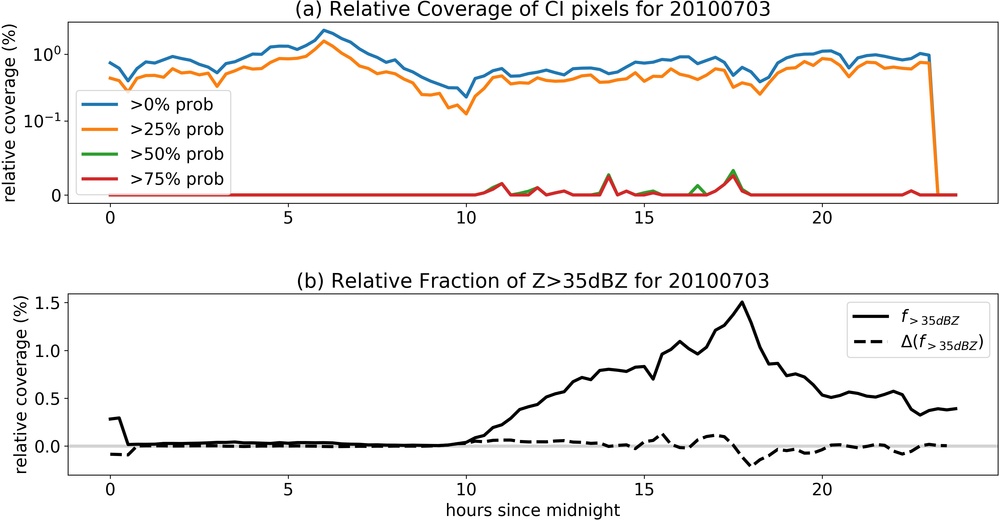 (a) Relative Coverage of CI pixels for 20100703
relative coverage (%)
10⁰
10⁻¹
0
>0% prob
>25% prob
>50% prob
>75% prob
0 5 10 15 20
(b) Relative Fraction of Z>35dBZ for 20100703
relative coverage (%)
1.5
1.0
0.5
0.0
f>35dBZ
Δ(f>35dBZ)
0 5 10 15 20
hours since midnight